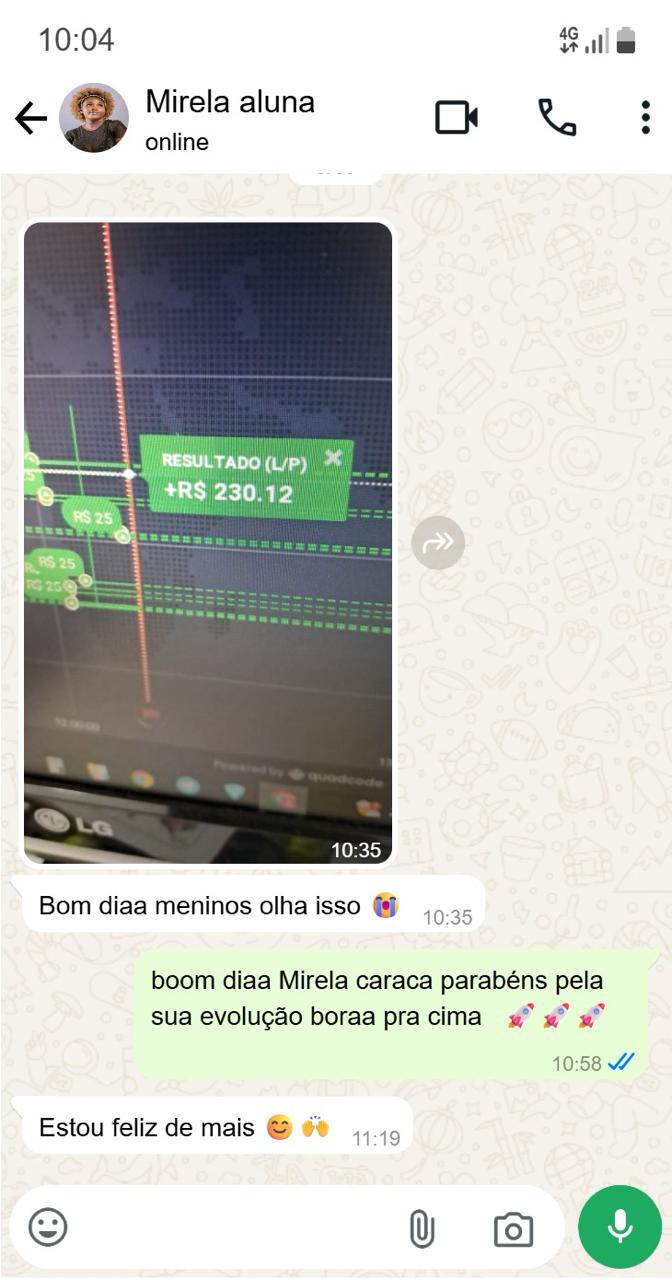 10:04
4G
Mirela aluna
online
RESULTADO (L/P)
+R$ 230.12
R$ 25
R$ 25
R$ 25
12:00:00
Powered by quadcode
LG
10:35
Bom diaa meninos olha isso 😭
10:35
boom diaa Mirela caraca parabéns pela
sua evolução boraa pra cima 🚀🚀🚀
10:58
Estou feliz de mais 😊🙌
11:19